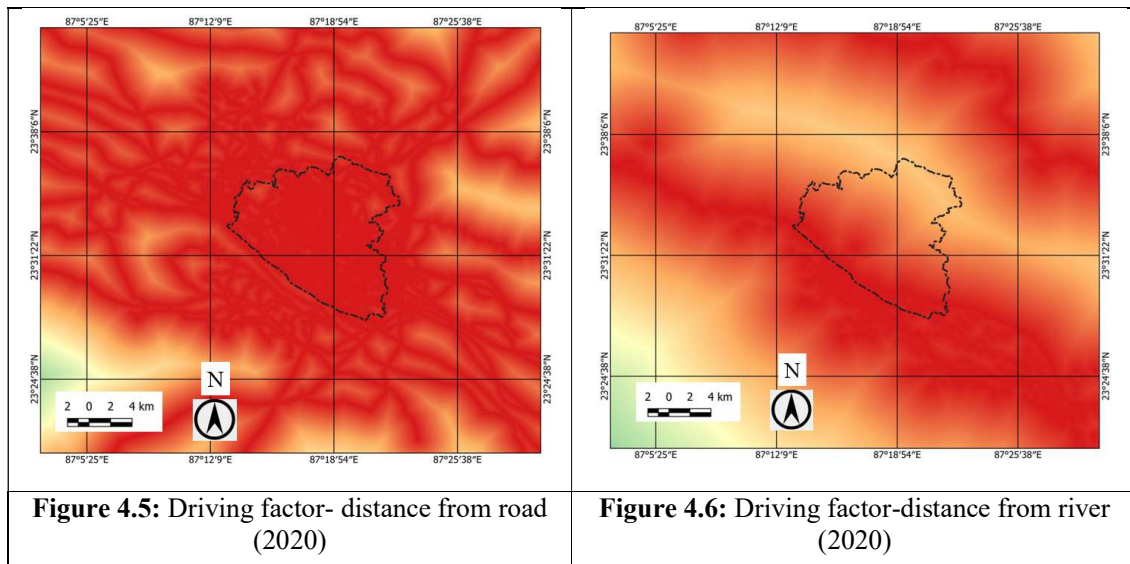 87°5'25"E 87°12'9"E 87°18'54"E 87°25'38"E
23°38'6"N 23°38'6"N
23°31'22"N 23°31'22"N
23°24'38"N 23°24'38"N
N
2 0 2 4 km
87°5'25"E 87°12'9"E 87°18'54"E 87°25'38"E
87°5'25"E 87°12'9"E 87°18'54"E 87°25'38"E
23°38'6"N 23°38'6"N
23°31'22"N 23°31'22"N
23°24'38"N 23°24'38"N
N
2 0 2 4 km
87°5'25"E 87°12'9"E 87°18'54"E 87°25'38"E
Figure 4.5: Driving factor- distance from road
(2020)
Figure 4.6: Driving factor-distance from river
(2020)